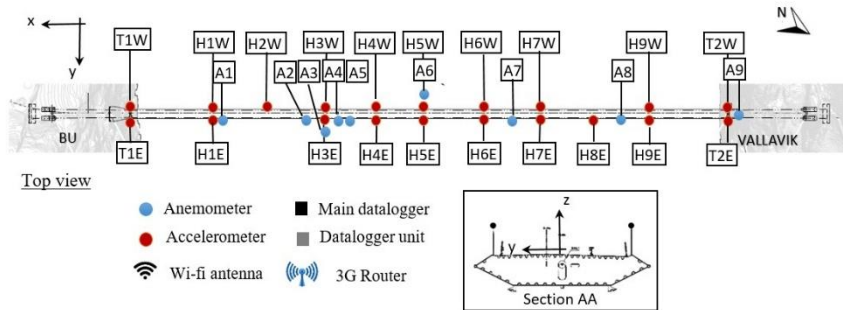 x
y
N
T1W
H1W
H2W
H3W
H4W
H5W
H6W
H7W
H9W
T2W
A1
A2
A3
A4
A5
A6
A7
A8
A9
BU
VALLAVIK
T1E
H1E
H3E
H4E
H5E
H6E
H7E
H8E
H9E
T2E
Top view
Anemometer
Main datalogger
Accelerometer
Datalogger unit
Wi-fi antenna
3G Router
z
y
Section AA